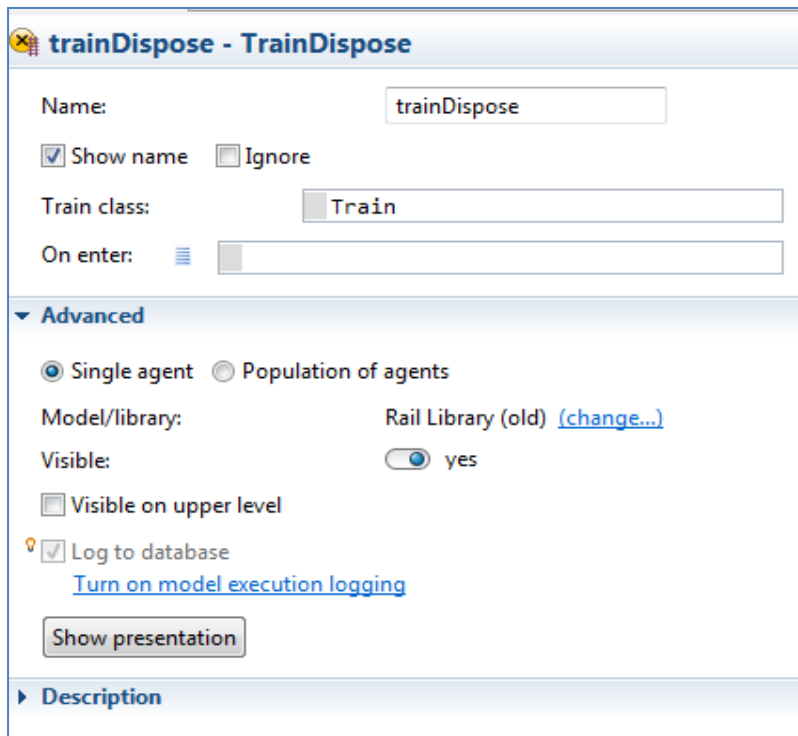 trainDispose - TrainDispose
Name: trainDispose
Show name Ignore
Train class: Train
On enter:
Advanced
Single agent Population of agents
Model/library: Rail Library (old) (change...)
Visible: yes
Visible on upper level
Log to database
Turn on model execution logging
Show presentation
Description